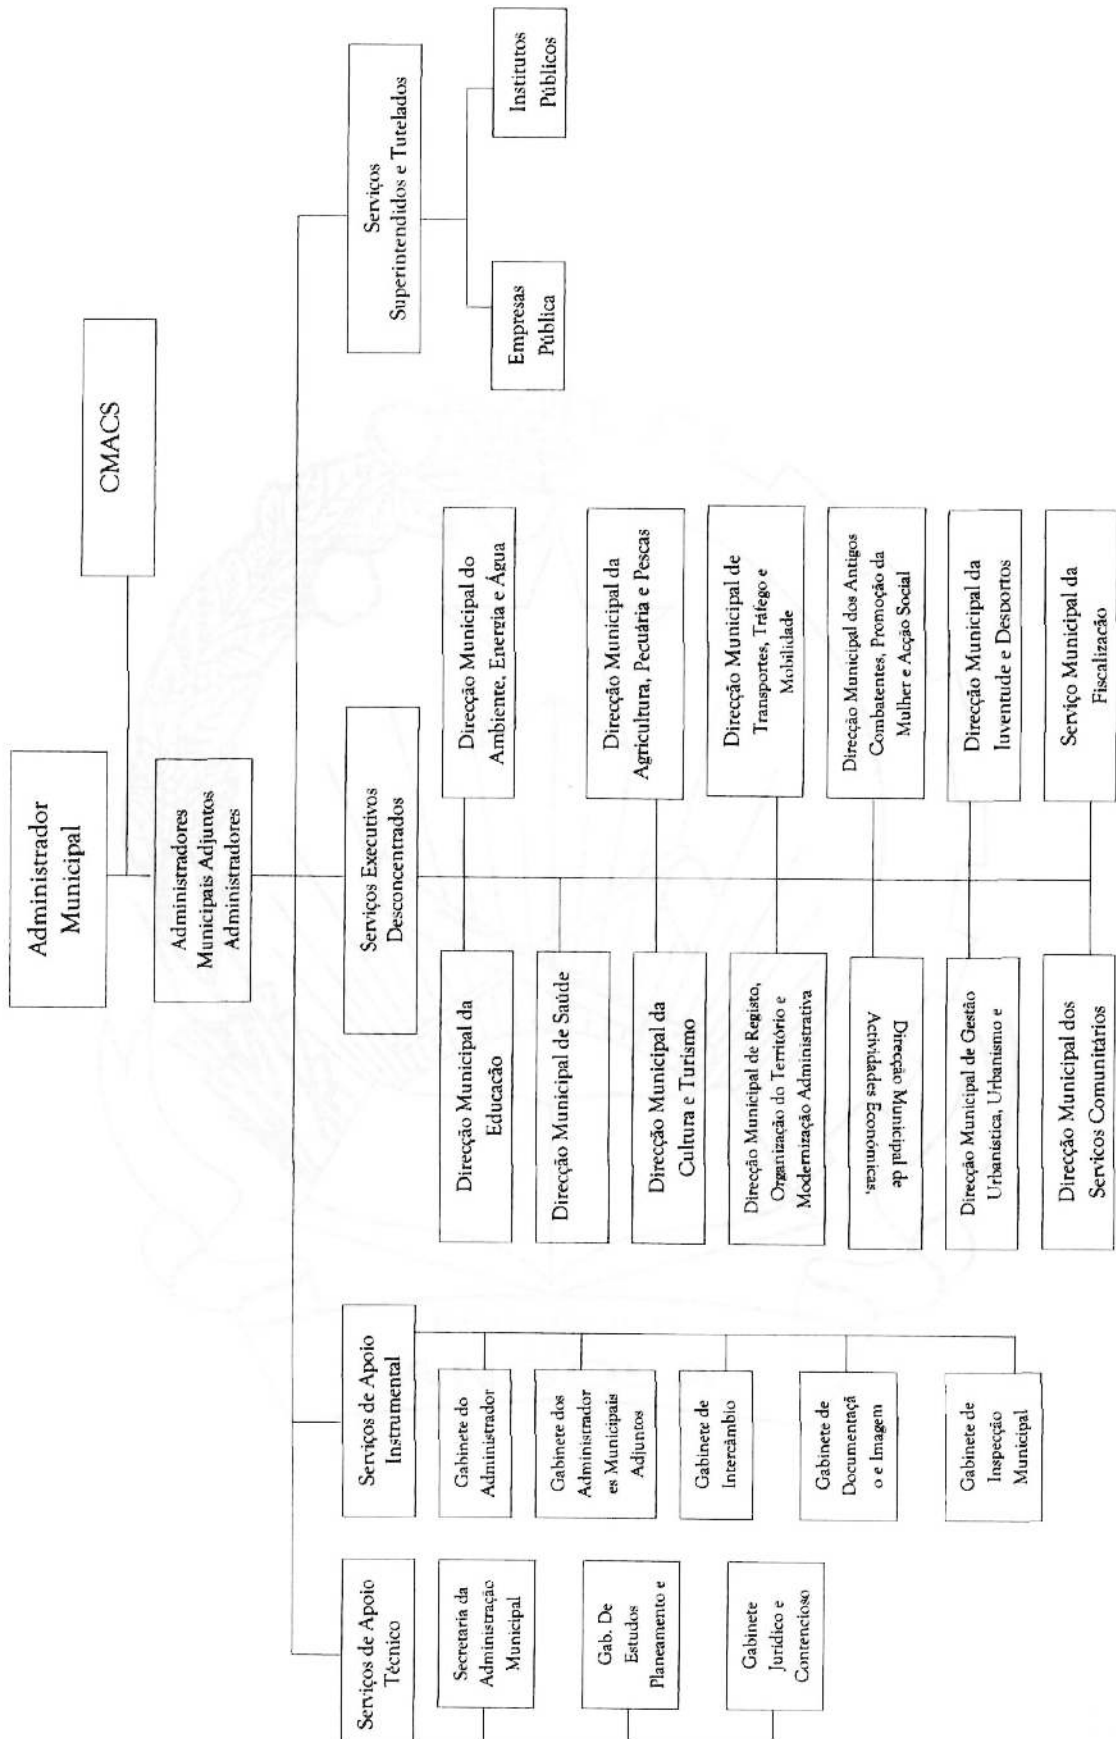 Administrador
Municipal
CMACS
Administradores
Municipais Adjuntos
Administradores
Serviços de Apoio
Técnico
Serviços de Apoio
Instrumental
Serviços Executivos
Desconcentrados
Serviços
Superintendidos e Tutelados
Secretaria da
Administração
Municipal
Gab. De
Estudos
Planeamento e
Gabinete
Jurídico e
Contencioso
Gabinete do
Administrador
Gabinete dos
Administrador
es Municipais
Adjuntos
Gabinete de
Intercâmbio
Gabinete de
Documentaçã
o e Imagem
Gabinete de
Inspecção
Municipal
Direcção Municipal da
Educacão
Direcção Municipal de Saúde
Direcção Municipal da
Cultura e Turismo
Direcção Municipal de Registo,
Organização do Território e
Modernização Administrativa
Direcção Municipal de
Actividades Económicas,
Direcção Municipal de Gestão
Urbanística, Urbanismo e
Direcção Municipal dos
Servicos Comunitários
Direcção Municipal do
Ambiente, Energia e Água
Direcção Municipal da
Agricultura, Pecuária e Pescas
Direcção Municipal de
Transportes, Tráfego e
Mobilidade
Direcção Municipal dos Antigos
Combatentes, Promoção da
Mulher e Acção Social
Direcção Municipal da
Iuventude e Desportos
Serviço Municipal da
Fiscalizacão
Empresas
Pública
Institutos
Públicos